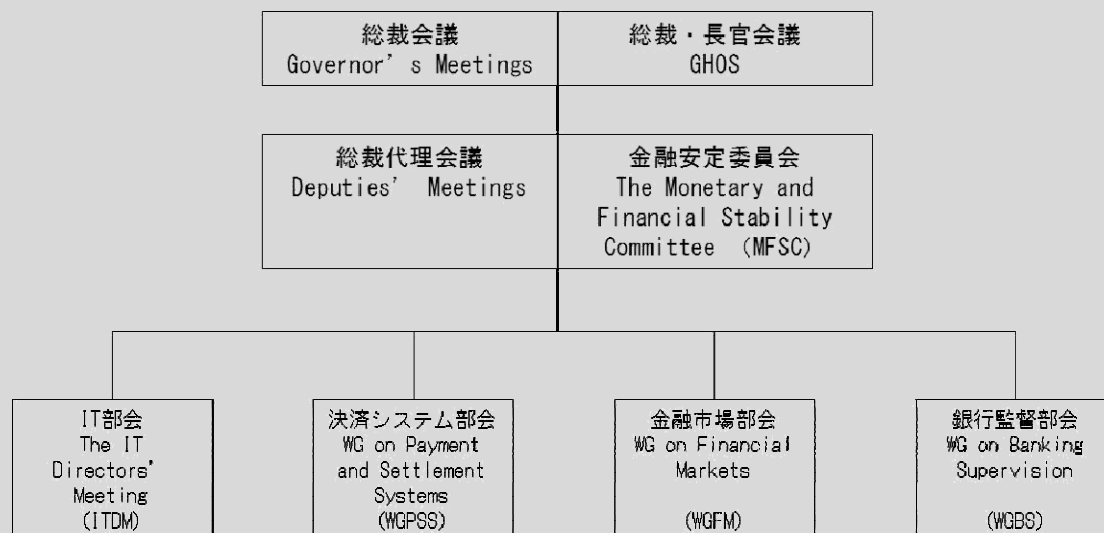 総裁会議
Governor's Meetings
総裁・長官会議
GHOS
総裁代理会議
Deputies' Meetings
金融安定委員会
The Monetary and
Financial Stability
Committee （MFSC）
IT部会
The IT
Directors'
Meeting
(ITDM)
決済システム部会
WG on Payment
and Settlement
Systems
(WGPSS)
金融市場部会
WG on Financial
Markets
(WGFM)
銀行監督部会
WG on Banking
Supervision
(WGBS)